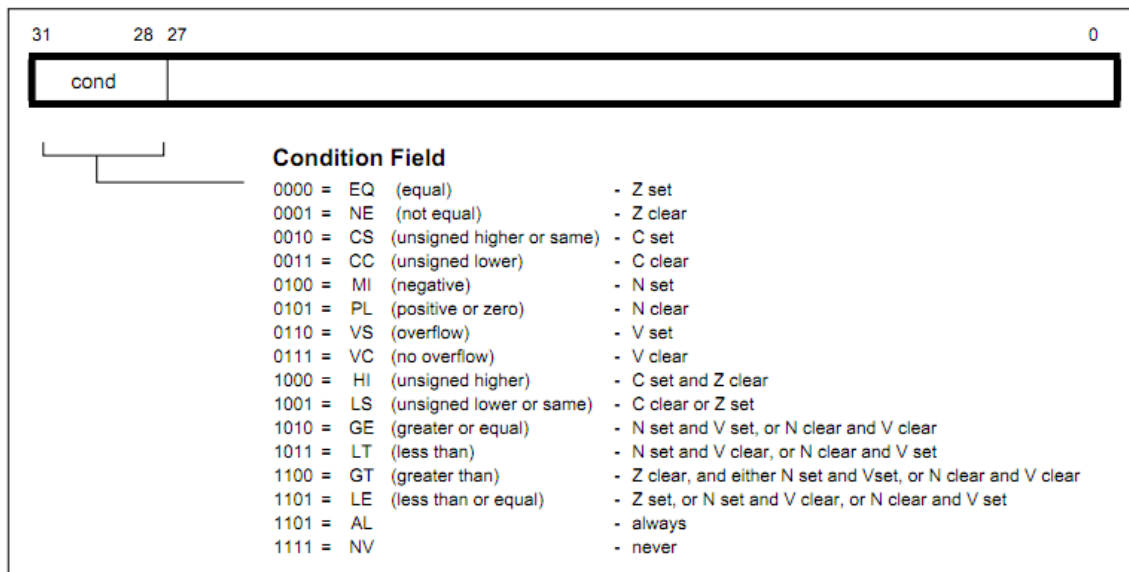 31 28 27 0
cond
Condition Field
0000 = EQ (equal) - Z set
0001 = NE (not equal) - Z clear
0010 = CS (unsigned higher or same) - C set
0011 = CC (unsigned lower) - C clear
0100 = MI (negative) - N set
0101 = PL (positive or zero) - N clear
0110 = VS (overflow) - V set
0111 = VC (no overflow) - V clear
1000 = HI (unsigned higher) - C set and Z clear
1001 = LS (unsigned lower or same) - C clear or Z set
1010 = GE (greater or equal) - N set and V set, or N clear and V clear
1011 = LT (less than) - N set and V clear, or N clear and V set
1100 = GT (greater than) - Z clear, and either N set and Vset, or N clear and V clear
1101 = LE (less than or equal) - Z set, or N set and V clear, or N clear and V set
1101 = AL - always
1111 = NV - never